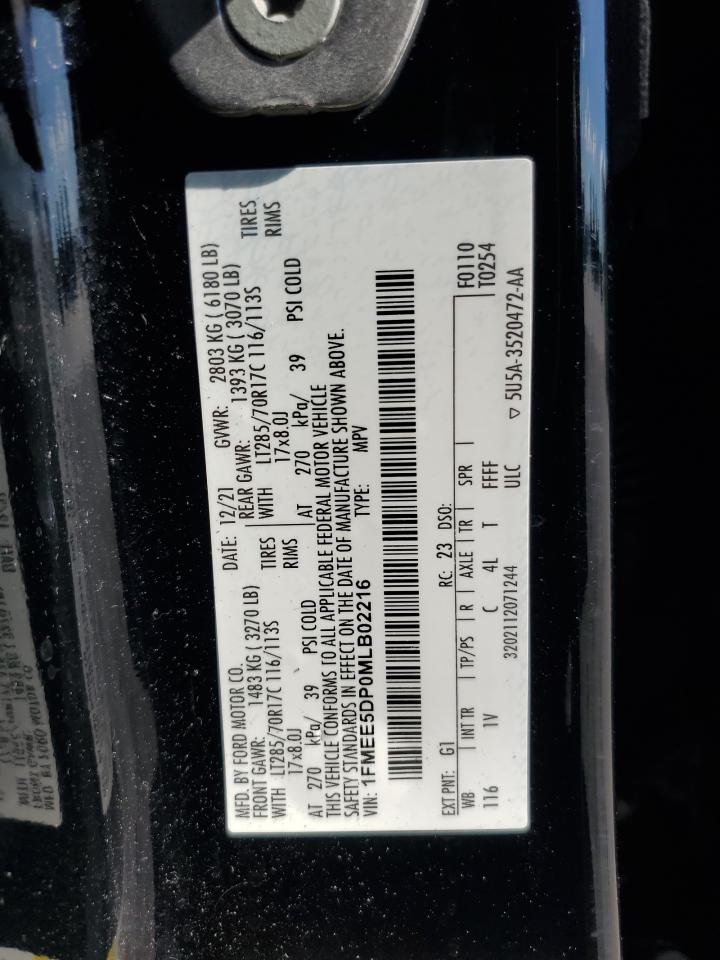 MFD. BY FORD MOTOR CO.
DATE: 12/21 GVWR: 2803 KG ( 6180 LB)
FRONT GAWR: 1483 KG ( 3270 LB) REAR GAWR: 1393 KG ( 3070 LB)
WITH LT285/70R17C 116/113S TIRES WITH LT285/70R17C 116/113S TIRES
17x8.0J RIMS 17x8.0J RIMS
AT 270 kPa/ 39 PSI COLD AT 270 kPa/ 39 PSI COLD
THIS VEHICLE CONFORMS TO ALL APPLICABLE FEDERAL MOTOR VEHICLE
SAFETY STANDARDS IN EFFECT ON THE DATE OF MANUFACTURE SHOWN ABOVE.
VIN: 1FMEE5DP0MLB02216 TYPE: MPV
EXT PNT: G1 RC: 23 DSO: F0110
WB INT TR TP/PS R AXLE TR SPR T0254
116 1V C 4L T FFFF
3202112071244 ULC ▽ 5U5A-3520472-AA